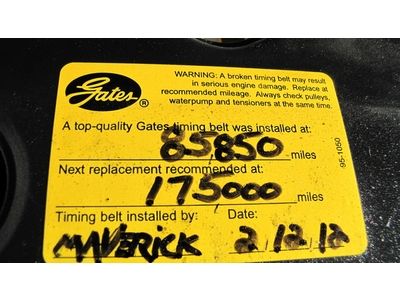 Gates®
WARNING: A broken timing belt may result
in serious engine damage. Replace at
recommended mileage. Always check pulleys,
waterpump and tensioners at the same time.
A top-quality Gates timing belt was installed at:
85,850 miles
Next replacement recommended at:
175000 miles
95-1050
Timing belt installed by: Date:
MAVERICK 2/12/12